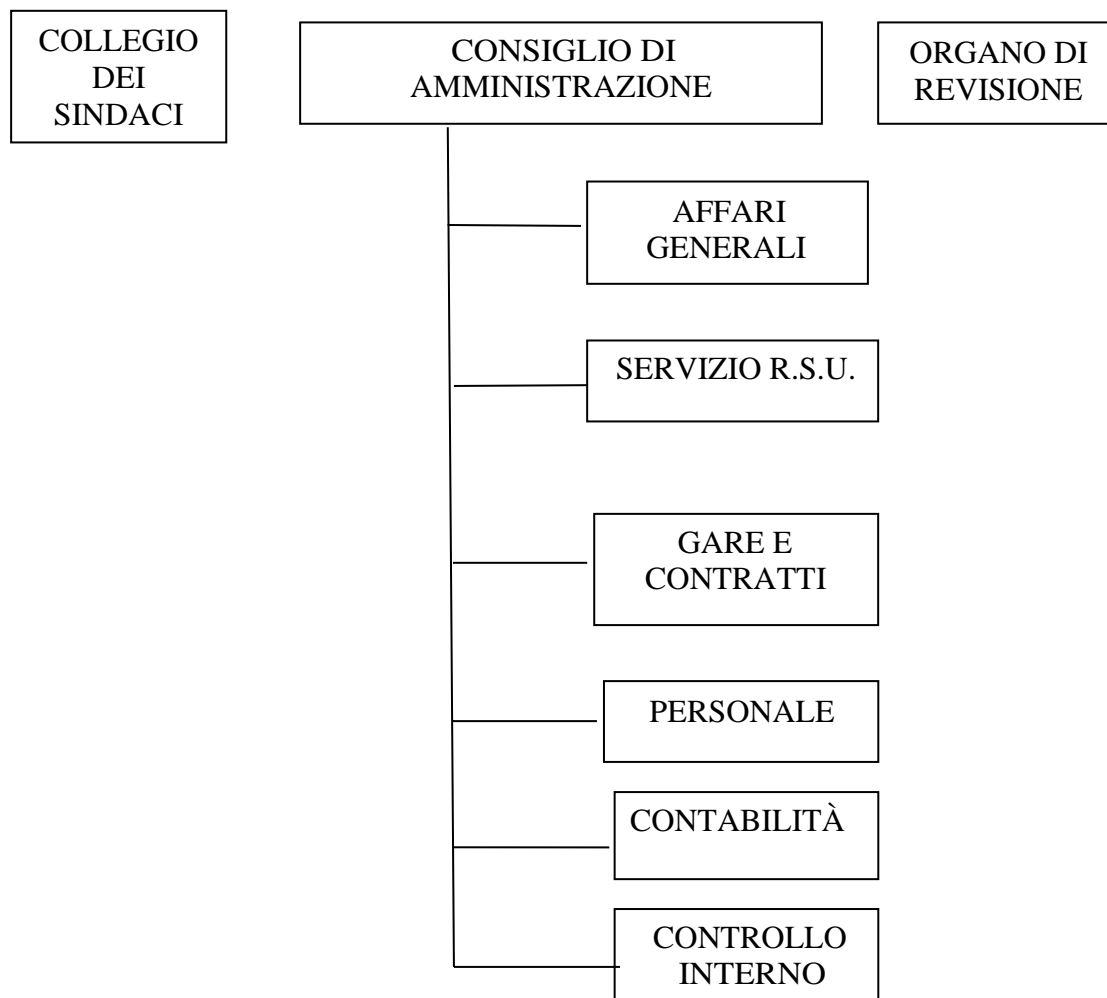 COLLEGIO
DEI
SINDACI
CONSIGLIO DI
AMMINISTRAZIONE
ORGANO DI
REVISIONE
AFFARI
GENERALI
SERVIZIO R.S.U.
GARE E
CONTRATTI
PERSONALE
CONTABILITÀ
CONTROLLO
INTERNO